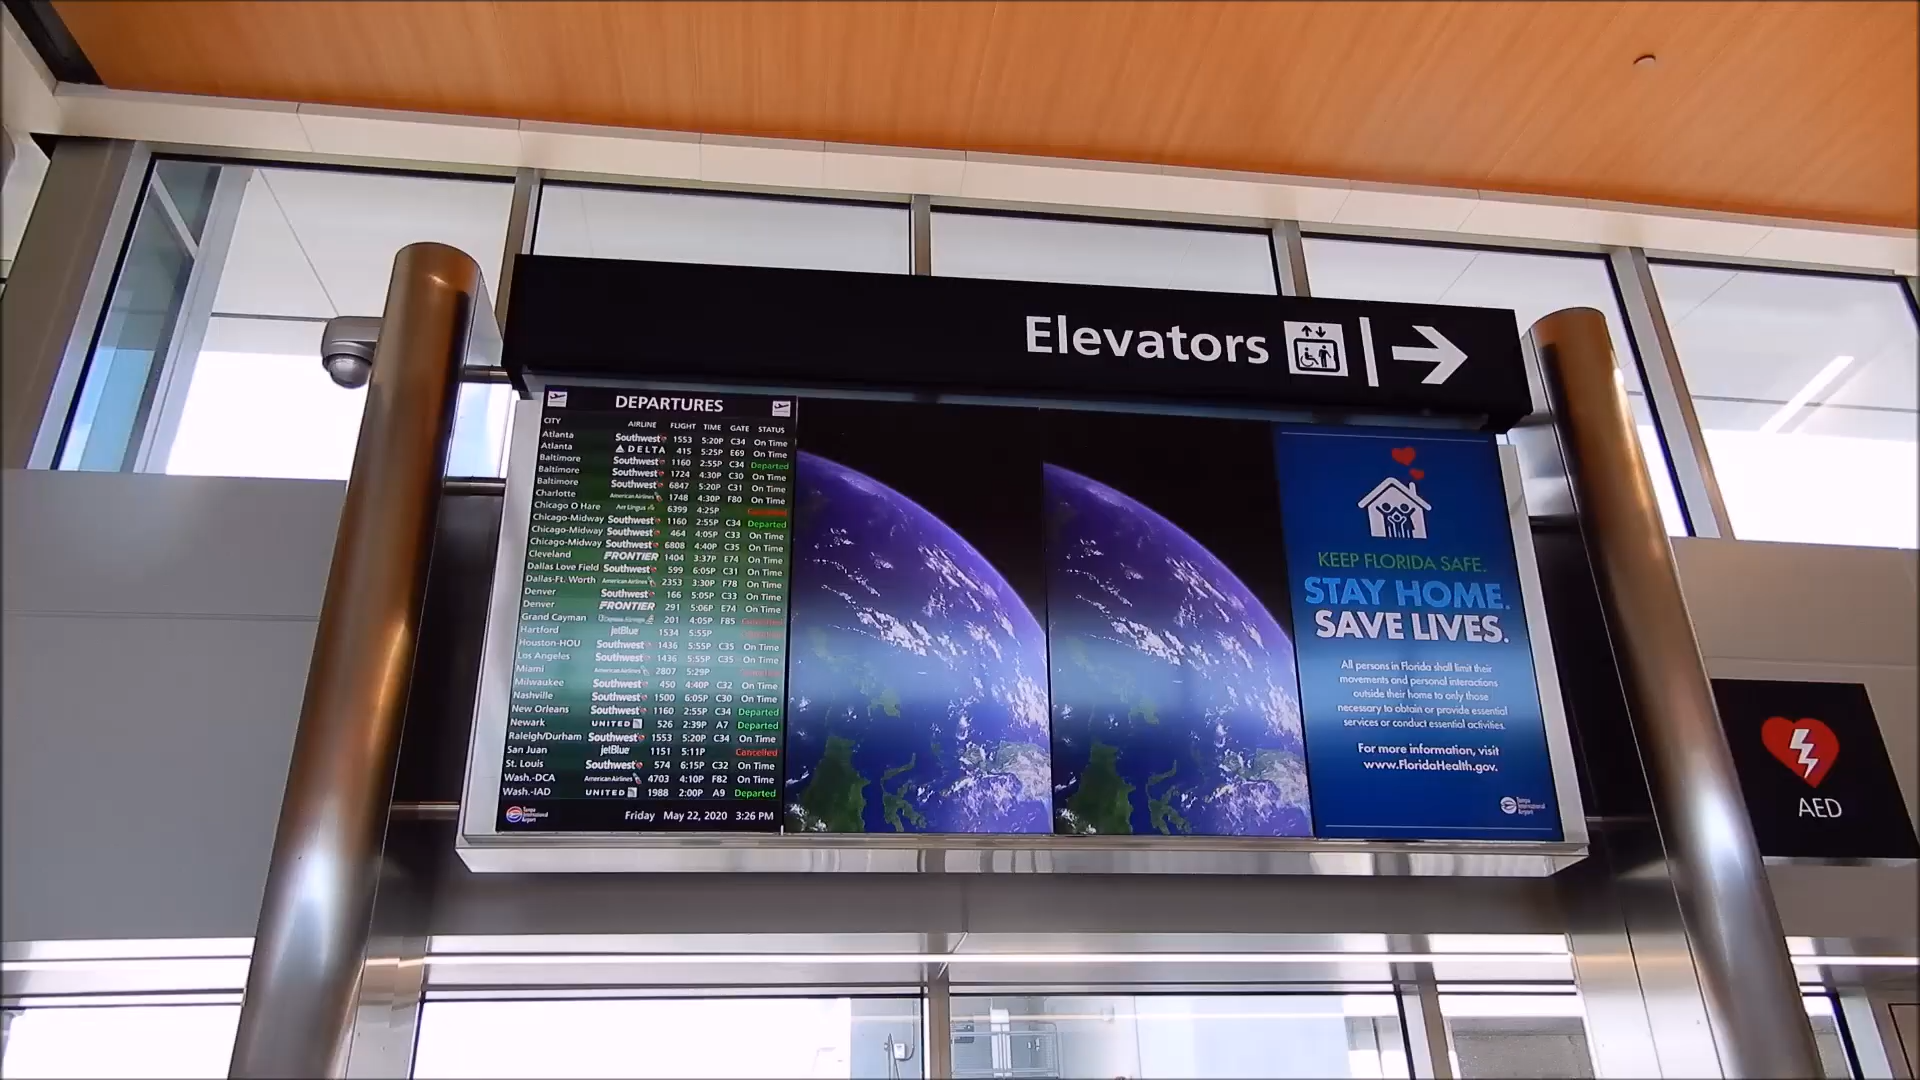 Elevators
DEPARTURES
CITY AIRLINE FLIGHT TIME GATE STATUS
Atlanta Southwest 1553 5:20P C34 On Time
Atlanta DELTA 415 5:25P E69 On Time
Baltimore Southwest 1160 2:55P C34 Departed
Baltimore Southwest 1724 4:30P C30 On Time
Baltimore Southwest 6847 5:20P C31 On Time
Charlotte American Airlines 1748 4:30P F80 On Time
Chicago O Hare Aer Lingus 6399 4:25P Cancelled
Chicago-Midway Southwest 1160 2:55P C34 Departed
Chicago-Midway Southwest 464 4:05P C33 On Time
Chicago-Midway Southwest 6808 4:40P C35 On Time
Cleveland FRONTIER 1404 3:37P E74 On Time
Dallas Love Field Southwest 599 6:05P C31 On Time
Dallas-Ft. Worth American Airlines 2353 3:30P F78 On Time
Denver Southwest 166 5:05P C33 On Time
Denver FRONTIER 291 5:06P E74 On Time
Grand Cayman Cayman Airways 201 4:05P F85 Cancelled
Hartford jetBlue 1534 5:55P Cancelled
Houston-HOU Southwest 1436 5:55P C35 On Time
Los Angeles Southwest 1436 5:55P C35 On Time
Miami American Airlines 2807 5:29P Cancelled
Milwaukee Southwest 450 4:40P C32 On Time
Nashville Southwest 1500 6:05P C30 On Time
New Orleans Southwest 1160 2:55P C34 Departed
Newark UNITED 526 2:39P A7 Departed
Raleigh/Durham Southwest 1553 5:20P C34 On Time
San Juan jetBlue 1151 5:11P Cancelled
St. Louis Southwest 574 6:15P C32 On Time
Wash.-DCA American Airlines 4703 4:10P F82 On Time
Wash.-IAD UNITED 1988 2:00P A9 Departed
Tampa
International
Airport
Friday May 22, 2020 3:26 PM
KEEP FLORIDA SAFE.
STAY HOME.
SAVE LIVES.
All persons in Florida shall limit their
movements and personal interactions
outside their home to only those
necessary to obtain or provide essential
services or conduct essential activities.
For more information, visit
www.FloridaHealth.gov.
Tampa
International
Airport
AED